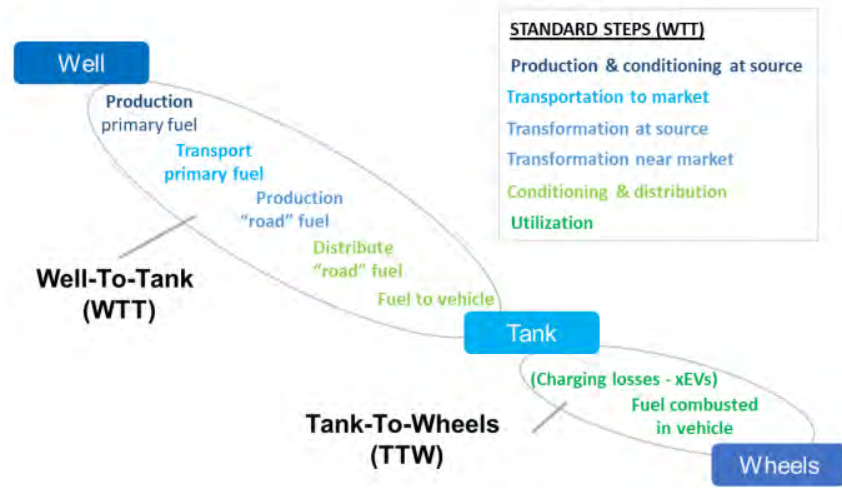 Well
Production
primary fuel
Transport
primary fuel
Production
“road” fuel
Distribute
“road” fuel
Fuel to vehicle
Well-To-Tank
(WTT)
Tank
(Charging losses - xEVs)
Fuel combusted
in vehicle
Tank-To-Wheels
(TTW)
Wheels
STANDARD STEPS (WTT)
Production & conditioning at source
Transportation to market
Transformation at source
Transformation near market
Conditioning & distribution
Utilization